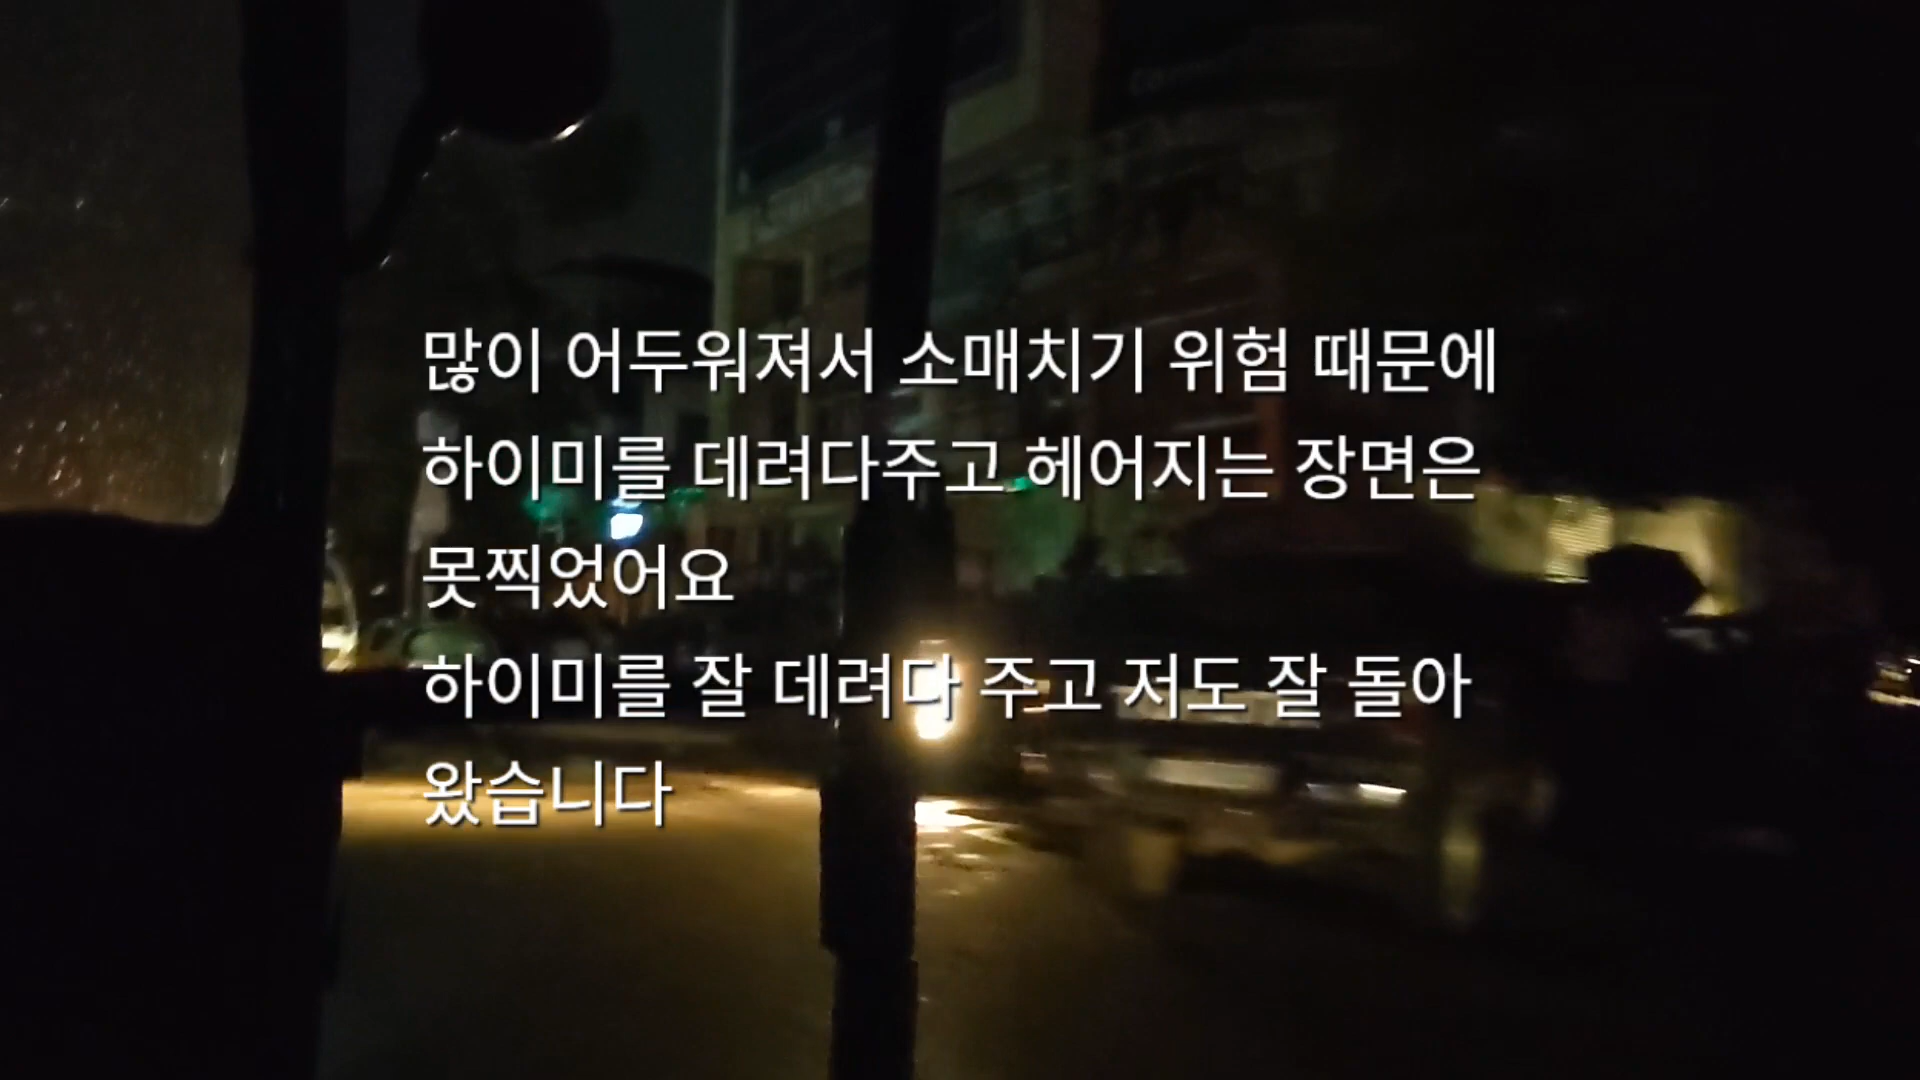 많이 어두워져서 소매치기 위험 때문에
하이미를 데려다주고 헤어지는 장면은
못찍었어요
하이미를 잘 데려다 주고 저도 잘 돌아
왔습니다